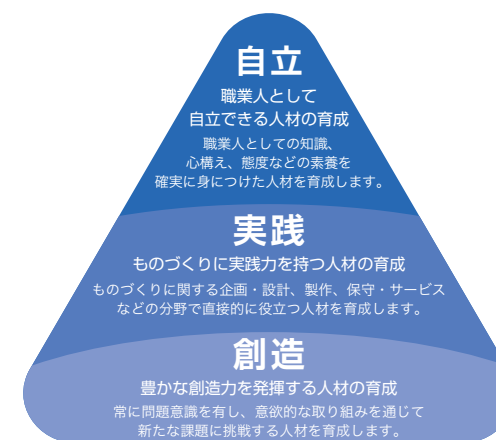 自立
職業人として
自立できる人材の育成
職業人としての知識、
心構え、態度などの素養を
確実に身につけた人材を育成します。
実践
ものづくりに実践力を持つ人材の育成
ものづくりに関する企画・設計、製作、保守・サービス
などの分野で直接的に役立つ人材を育成します。
創造
豊かな創造力を発揮する人材の育成
常に問題意識を有し、意欲的な取り組みを通じて
新たな課題に挑戦する人材を育成します。